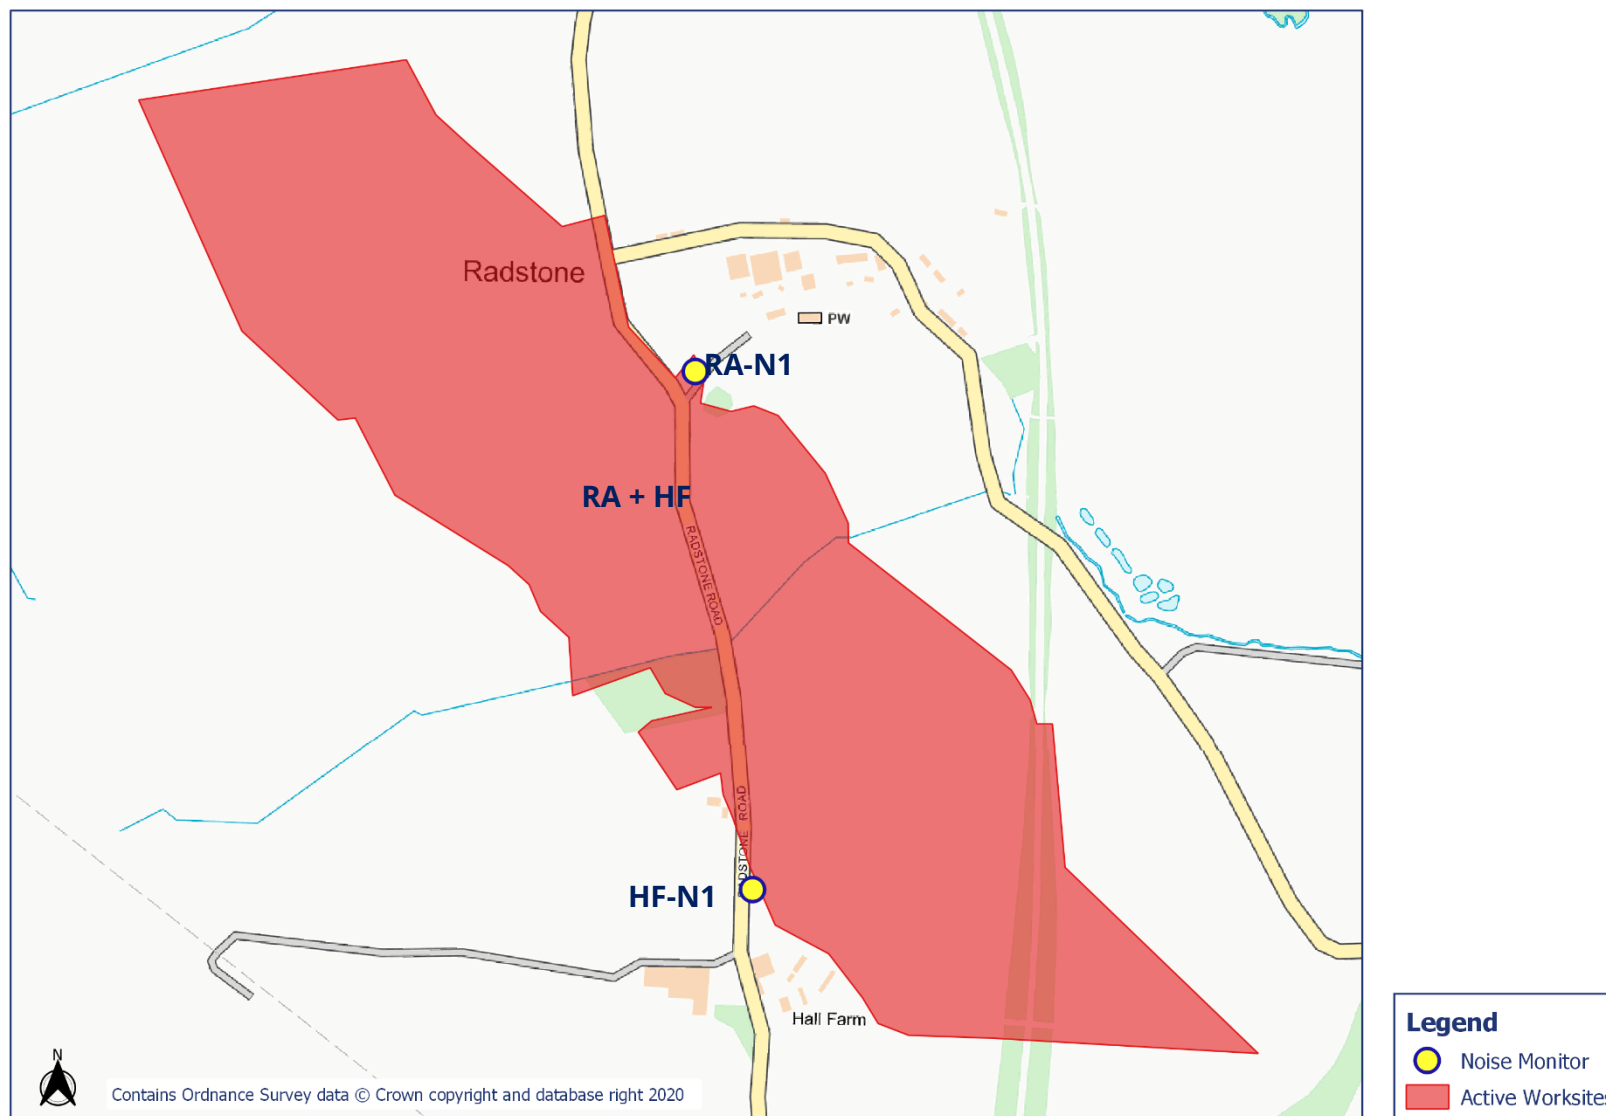 Radstone
PW
RA-N1
RA + HF
RADSTONE ROAD
RADSTONE ROAD
HF-N1
Hall Farm
N
Contains Ordnance Survey data © Crown copyright and database right 2020
Legend
Noise Monitor
Active Worksites